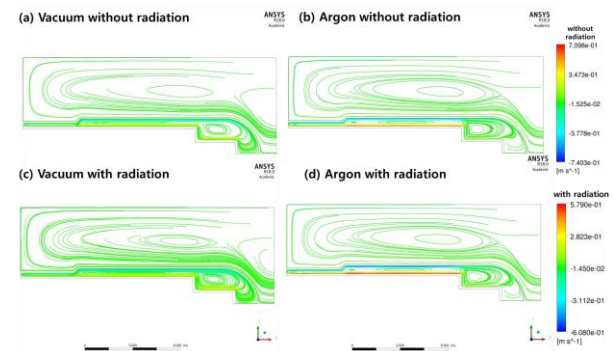 (a) Vacuum without radiation
ANSYS
R18.0
Academic
(b) Argon without radiation
ANSYS
R18.0
Academic
without
radiation
7.098e-01
3.473e-01
-1.525e-02
-3.778e-01
-7.403e-01
[m s^-1]
(c) Vacuum with radiation
ANSYS
R18.0
Academic
(d) Argon with radiation
ANSYS
R18.0
Academic
with radiation
5.790e-01
2.823e-01
-1.450e-02
-3.112e-01
-6.080e-01
[m s^-1]